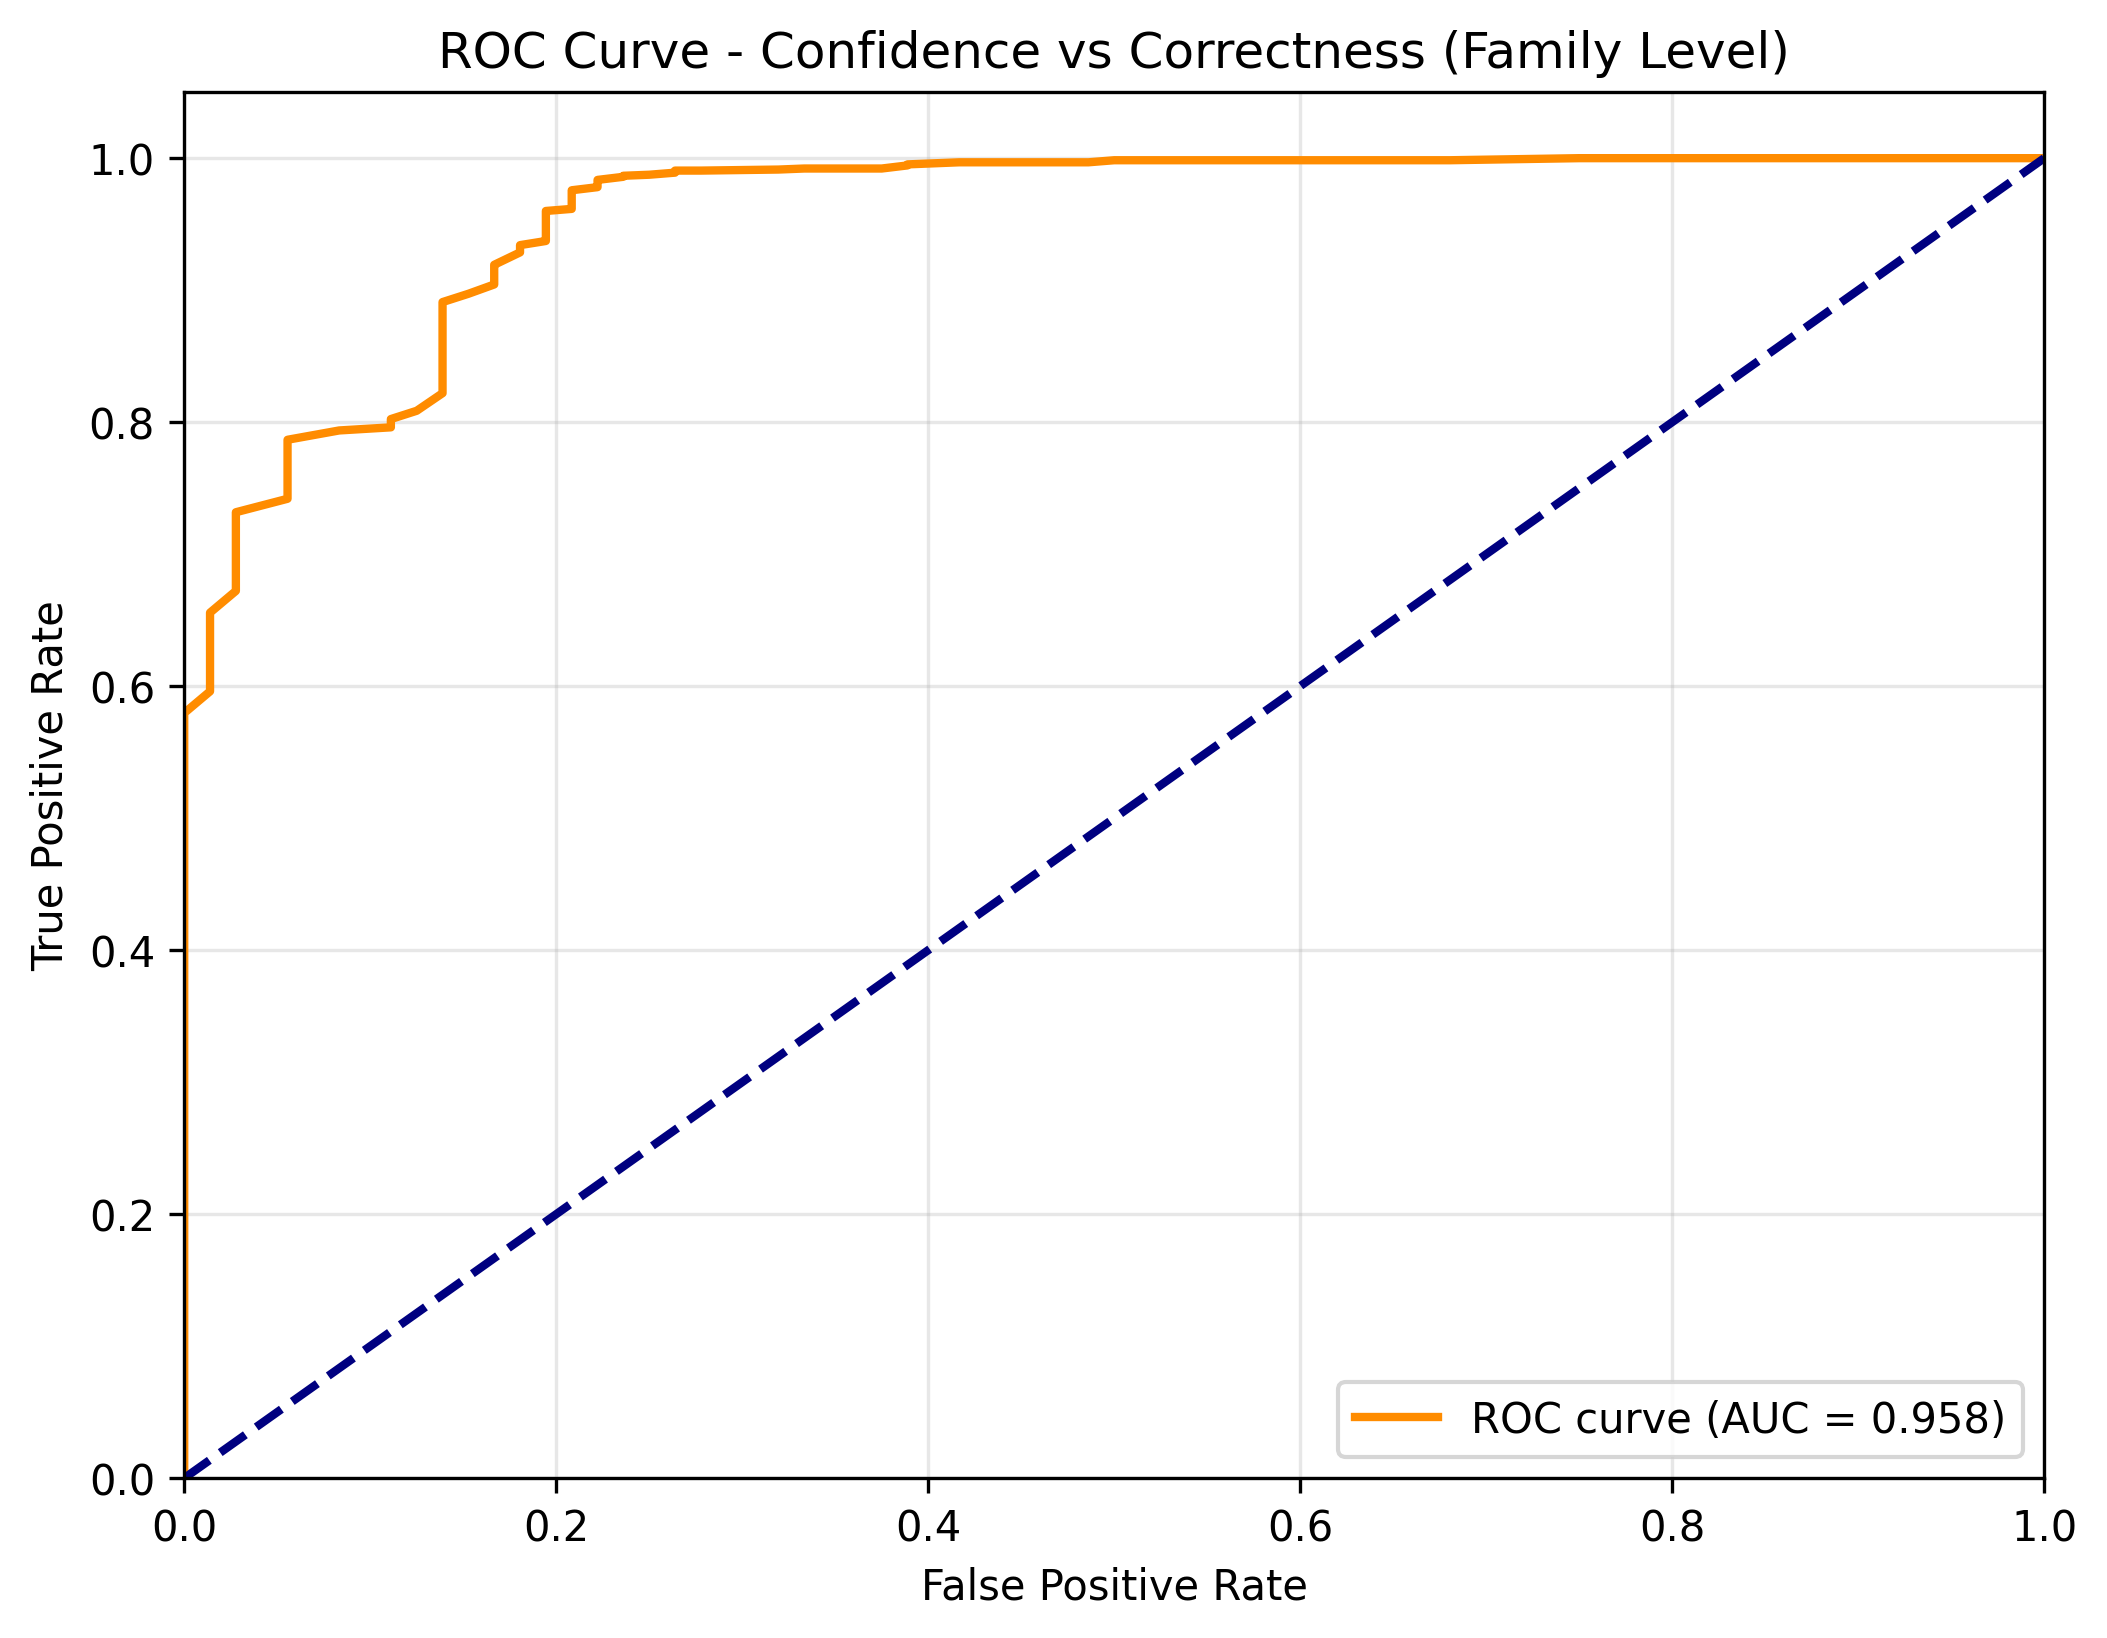 ROC Curve - Confidence vs Correctness (Family Level)
True Positive Rate
1.0
0.8
0.6
0.4
0.2
0.0
0.0 0.2 0.4 0.6 0.8 1.0
False Positive Rate
ROC curve (AUC = 0.958)